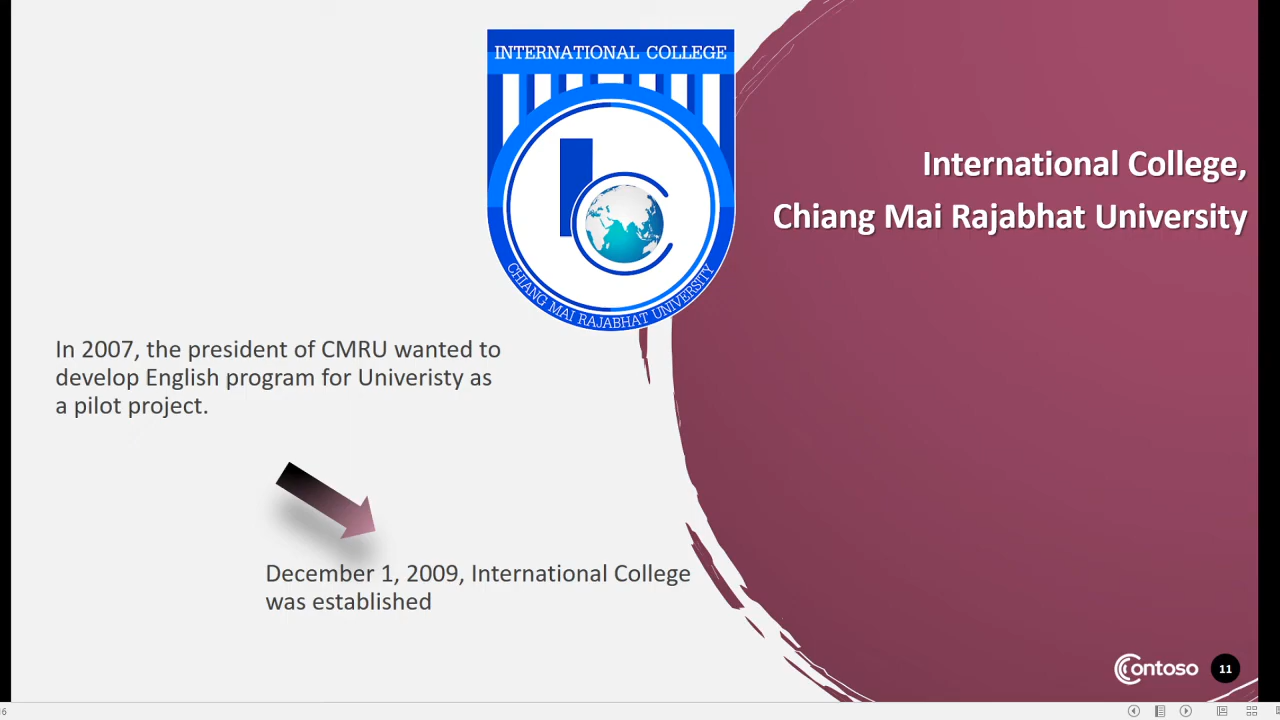 INTERNATIONAL COLLEGE
IC
CHIANG MAI RAJABHAT UNIVERSITY
International College,
Chiang Mai Rajabhat University
In 2007, the president of CMRU wanted to
develop English program for Univeristy as
a pilot project.
December 1, 2009, International College
was established
Contoso
11